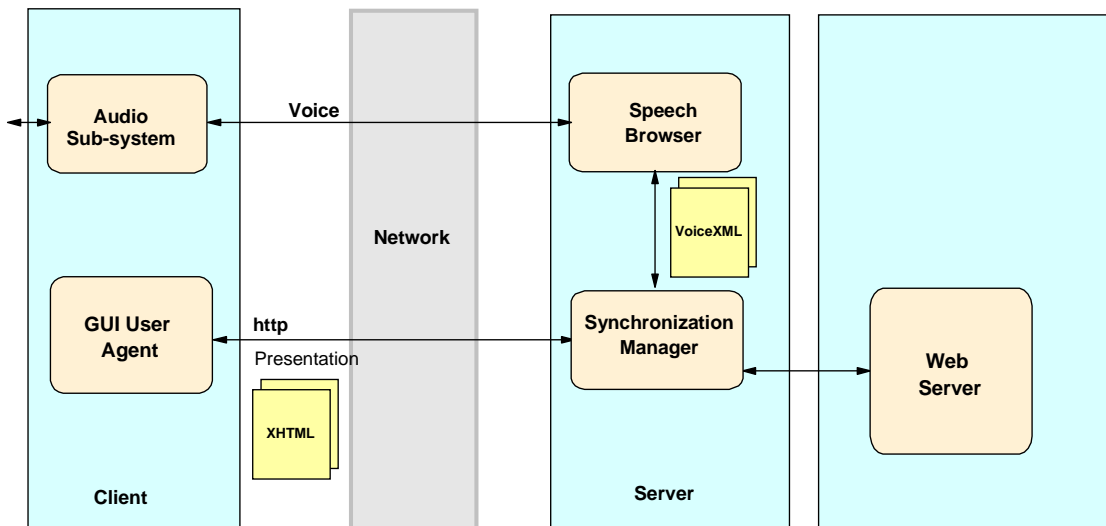 Audio
Sub-system
Voice
Speech
Browser
VoiceXML
Network
GUI User
Agent
http
Presentation
XHTML
Synchronization
Manager
Web
Server
Client
Server